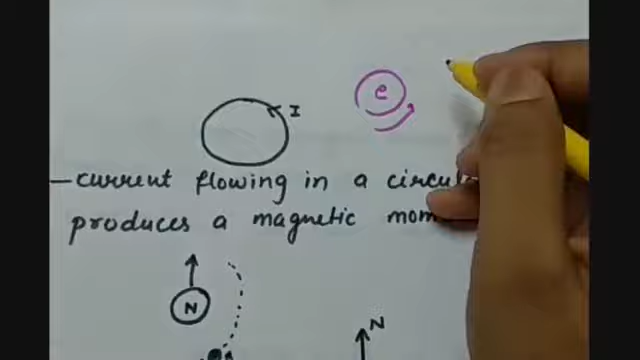 I
e
– current flowing in a
produces a magnetic
N
N